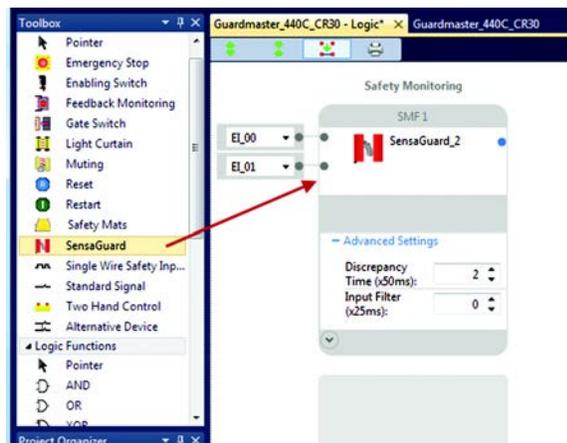 Toolbox
Pointer
Emergency Stop
Enabling Switch
Feedback Monitoring
Gate Switch
Light Curtain
Muting
Reset
Restart
Safety Mats
SensaGuard
Single Wire Safety Inp...
Standard Signal
Two Hand Control
Alternative Device
Logic Functions
Pointer
AND
OR
XOR
Project Organizer
Guardmaster_440C_CR30 - Logic*
Guardmaster_440C_CR30
Safety Monitoring
SMF 1
EI_00
SensaGuard_2
EI_01
Advanced Settings
Discrepancy
Time (x50ms):
2
Input Filter
(x25ms):
0